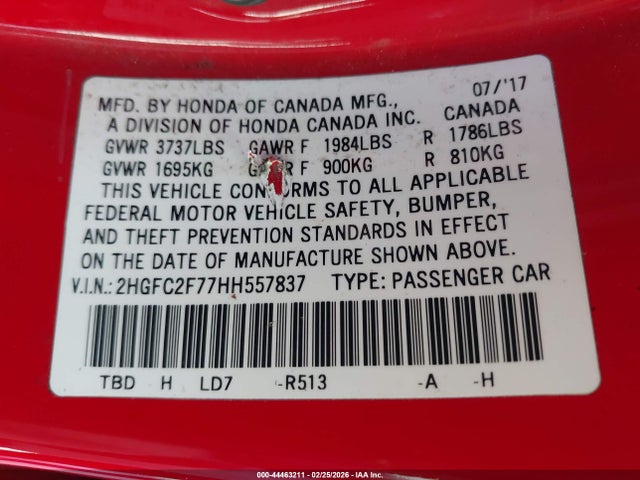 07/'17
MFD. BY HONDA OF CANADA MFG., CANADA
A DIVISION OF HONDA CANADA INC.
GVWR 3737LBS GAWR F 1984LBS R 1786LBS
GVWR 1695KG F 900KG R 810KG
THIS VEHICLE CONFORMS TO ALL APPLICABLE
FEDERAL MOTOR VEHICLE SAFETY, BUMPER,
AND THEFT PREVENTION STANDARDS IN EFFECT
ON THE DATE OF MANUFACTURE SHOWN ABOVE.
V.I.N.: 2HGFC2F77HH557837 TYPE: PASSENGER CAR
TBD H LD7 -R513 -A -H
000-44463211 - 02/25/2026 - IAA Inc.